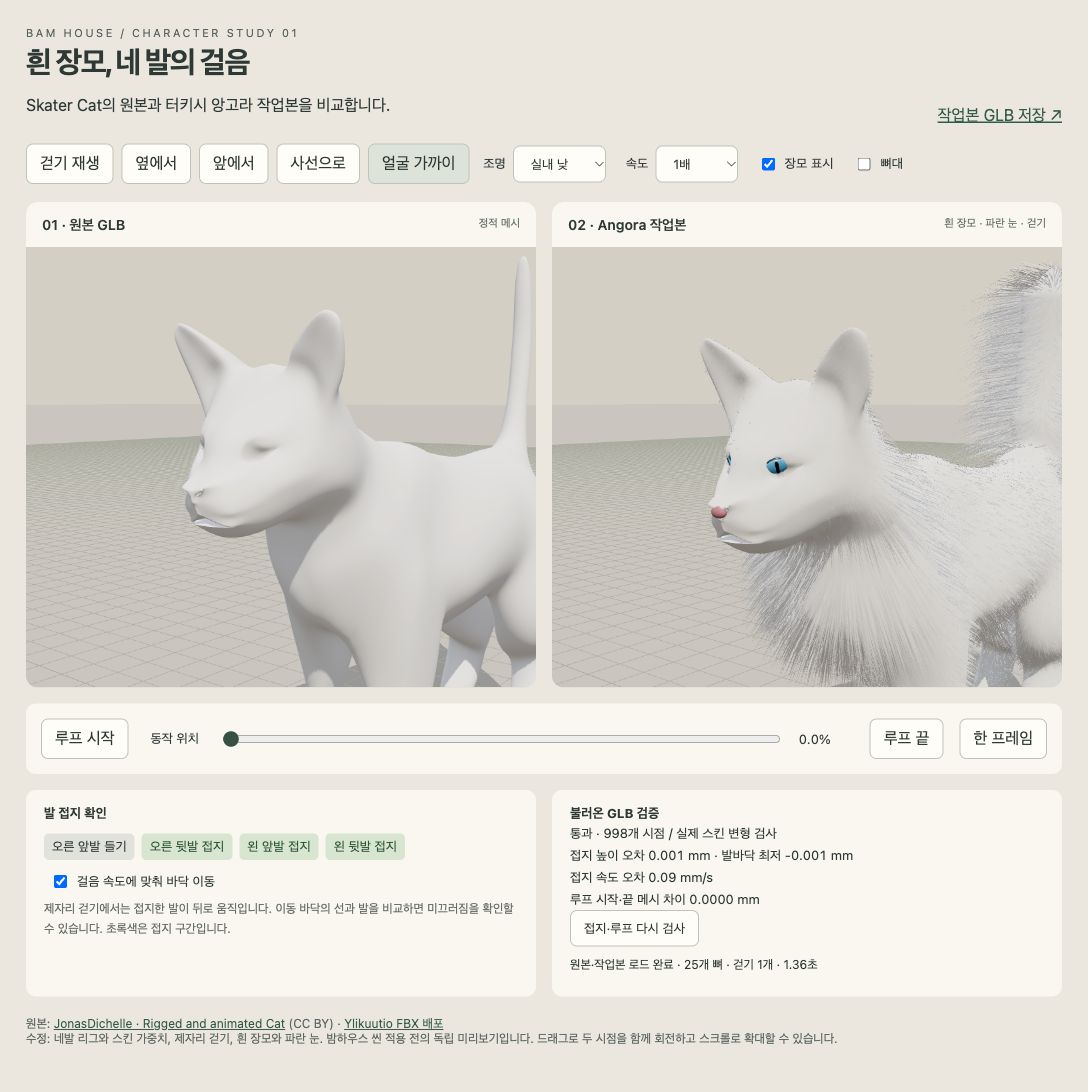 BAM HOUSE / CHARACTER STUDY 01
흰 장모, 네 발의 걸음
Skater Cat의 원본과 터키시 앙고라 작업본을 비교합니다.
작업본 GLB 저장 ↗
걷기 재생 옆에서 앞에서 사선으로 얼굴 가까이 조명 실내 낮 속도 1배 장모 표시 뼈대
01 · 원본 GLB 정적 메시
02 · Angora 작업본 흰 장모 · 파란 눈 · 걷기
루프 시작 동작 위치 0.0% 루프 끝 한 프레임
발 접지 확인
오른 앞발 들기 오른 뒷발 접지 왼 앞발 접지 왼 뒷발 접지
걸음 속도에 맞춰 바닥 이동
제자리 걷기에서는 접지한 발이 뒤로 움직입니다. 이동 바닥의 선과 발을 비교하면 미끄러짐을 확인할
수 있습니다. 초록색은 접지 구간입니다.
불러온 GLB 검증
통과 · 998개 시점 / 실제 스킨 변형 검사
접지 높이 오차 0.001 mm · 발바닥 최저 -0.001 mm
접지 속도 오차 0.09 mm/s
루프 시작·끝 메시 차이 0.0000 mm
접지·루프 다시 검사
원본·작업본 로드 완료 · 25개 뼈 · 걷기 1개 · 1.36초
원본: JonasDichelle · Rigged and animated Cat (CC BY) · Ylikuutio FBX 배포
수정: 네발 리그와 스킨 가중치, 제자리 걷기, 흰 장모와 파란 눈. 밤하우스 씬 적용 전의 독립 미리보기입니다. 드래그로 두 시점을 함께 회전하고 스크롤로 확대할 수 있습니다.